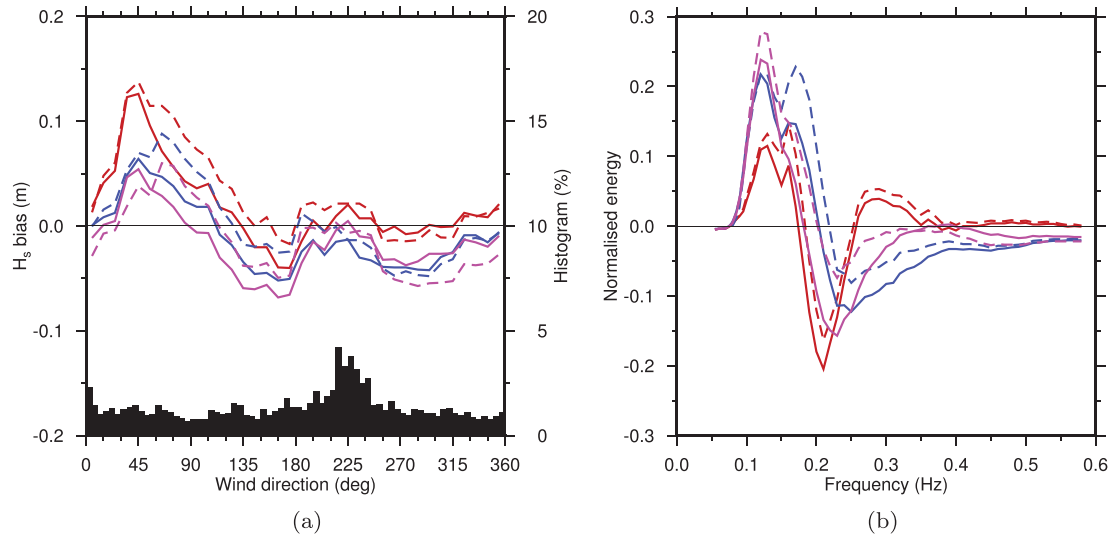 0.2
0.1
0.0
-0.1
-0.2
Hs bias (m)
20
15
10
5
0
Histogram (%)
0 45 90 135 180 225 270 315 360
Wind direction (deg)
(a)
0.3
0.2
0.1
0.0
-0.1
-0.2
-0.3
Normalised energy
0.0 0.1 0.2 0.3 0.4 0.5 0.6
Frequency (Hz)
(b)